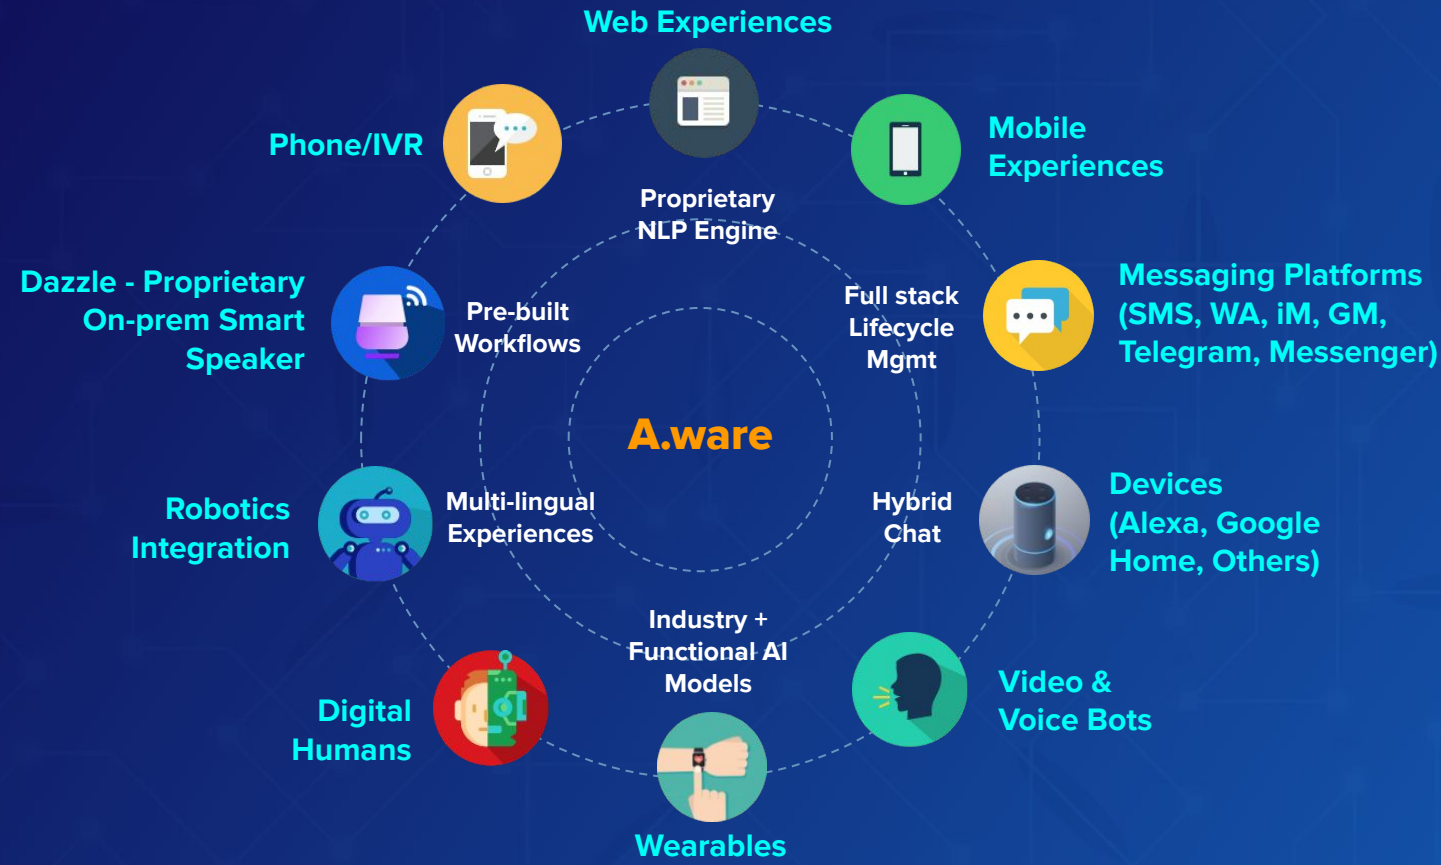 Web Experiences
Phone/IVR
Mobile
Experiences
Proprietary
NLP Engine
Dazzle - Proprietary
On-prem Smart
Speaker
Pre-built
Workflows
Full stack
Lifecycle
Mgmt
Messaging Platforms
(SMS, WA, iM, GM,
Telegram, Messenger)
A.ware
Robotics
Integration
Multi-lingual
Experiences
Hybrid
Chat
Devices
(Alexa, Google
Home, Others)
Industry +
Functional AI
Models
Digital
Humans
Video &
Voice Bots
Wearables